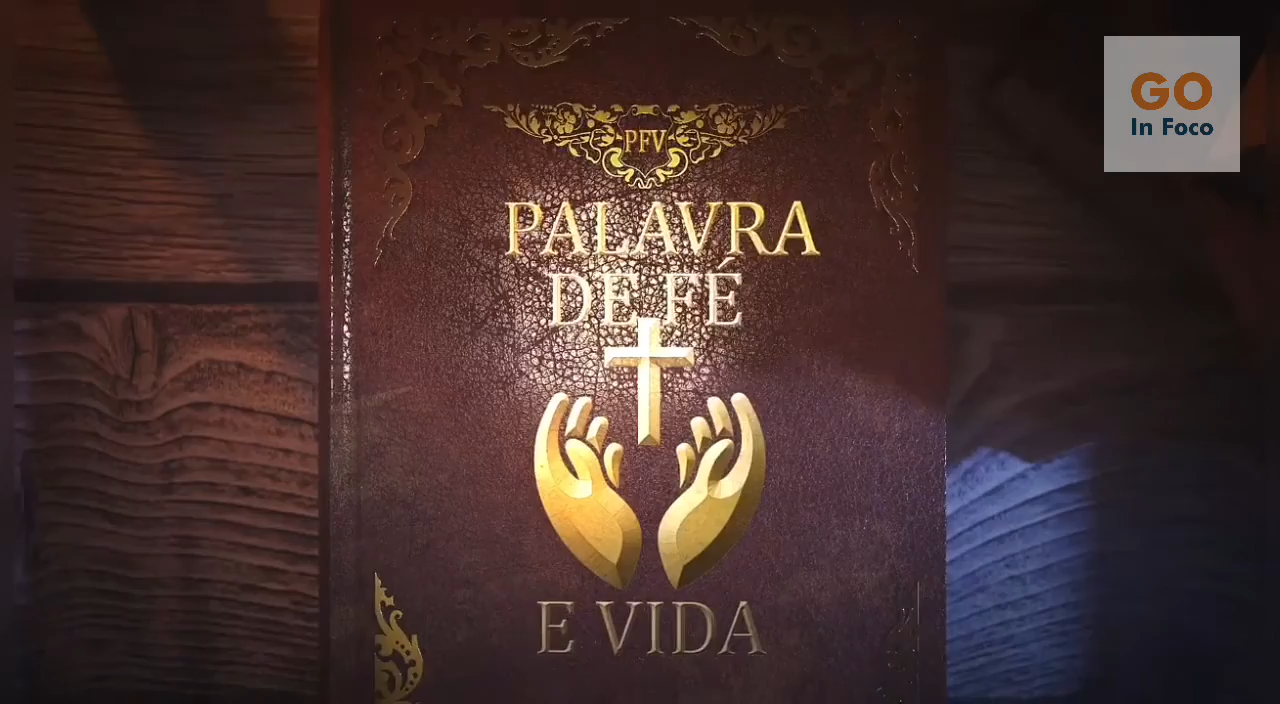 GO
In Foco
PFV
PALAVRA
DE FÉ
E VIDA